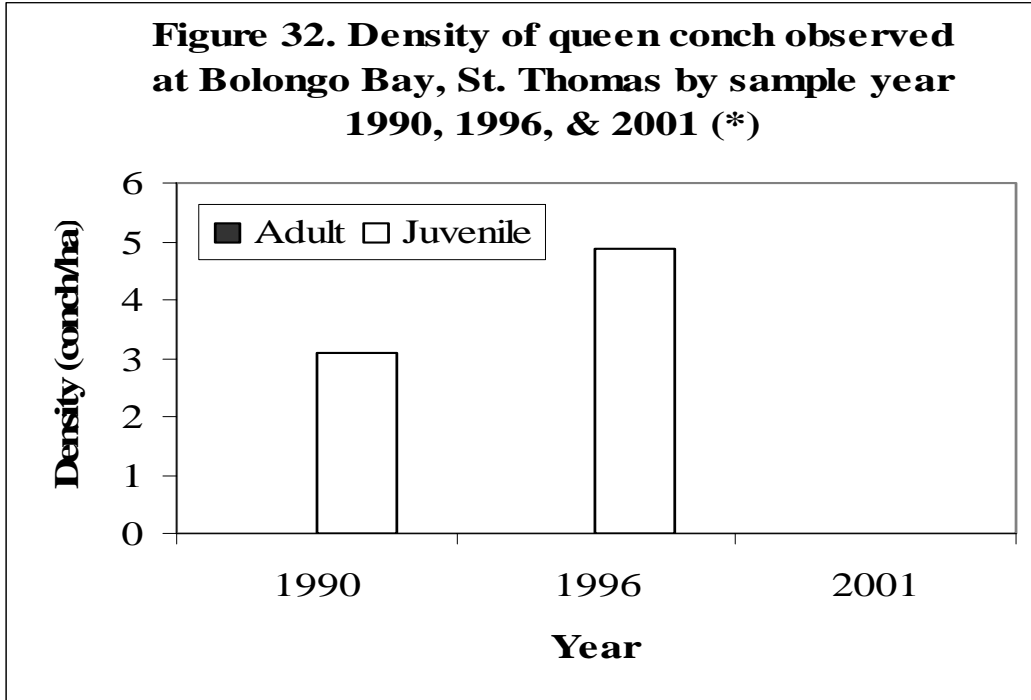 Figure 32. Density of queen conch observed
at Bolongo Bay, St. Thomas by sample year
1990, 1996, & 2001 (*)
Density (conch/ha)
6
5
4
3
2
1
0
Adult Juvenile
1990 1996 2001
Year